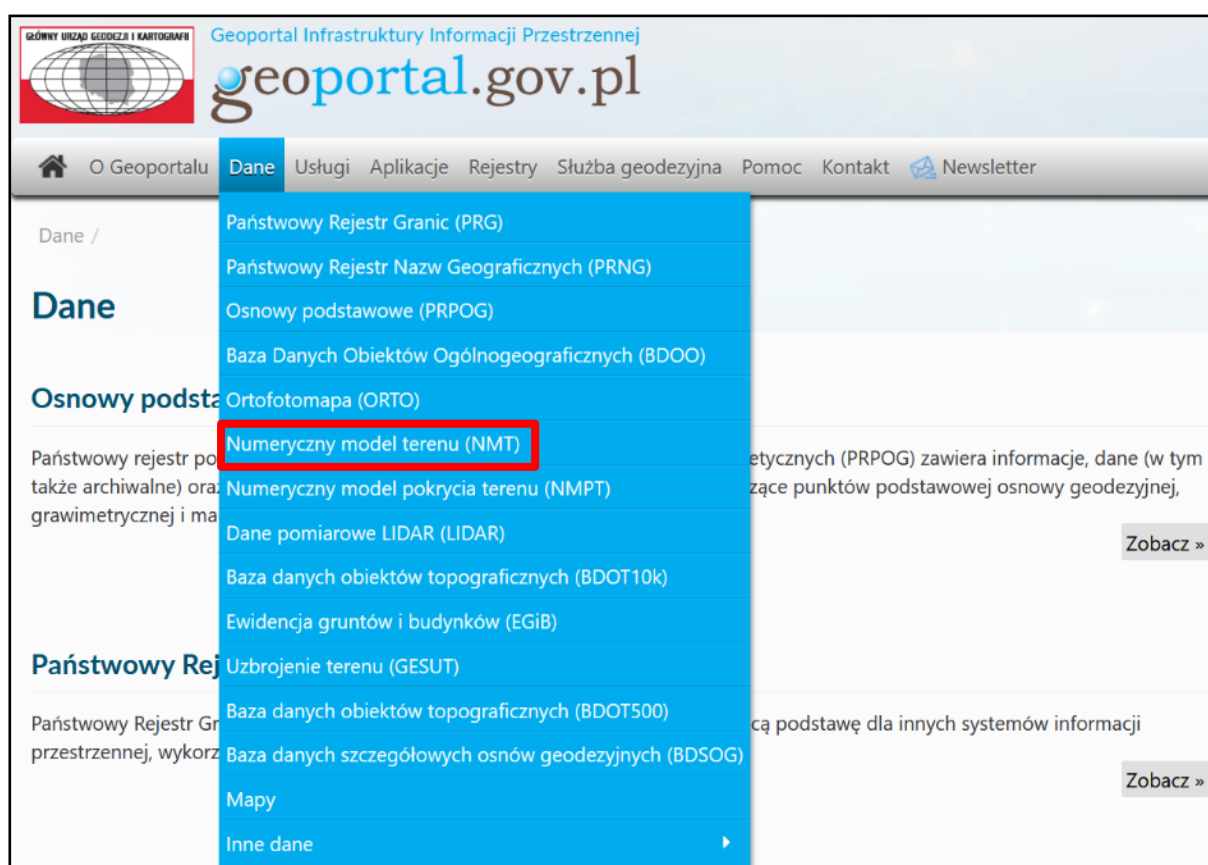 GŁÓWNY URZĄD GEODEZJI I KARTOGRAFII
Geoportal Infrastruktury Informacji Przestrzennej
geoportal.gov.pl
O Geoportalu Dane Usługi Aplikacje Rejestry Służba geodezyjna Pomoc Kontakt Newsletter
Państwowy Rejestr Granic (PRG)
Państwowy Rejestr Nazw Geograficznych (PRNG)
Osnowy podstawowe (PRPOG)
Baza Danych Obiektów Ogólnogeograficznych (BDOO)
Ortofotomapa (ORTO)
Numeryczny model terenu (NMT)
Numeryczny model pokrycia terenu (NMPT)
Dane pomiarowe LIDAR (LIDAR)
Baza danych obiektów topograficznych (BDOT10k)
Ewidencja gruntów i budynków (EGiB)
Uzbrojenie terenu (GESUT)
Baza danych obiektów topograficznych (BDOT500)
Baza danych szczegółowych osnów geodezyjnych (BDSOG)
Mapy
Inne dane
Dane /
Dane
Osnowy podsta
Państwowy rejestr po etycznych (PRPOG) zawiera informacje, dane (w tym
także archiwalne) oraz zące punktów podstawowej osnowy geodezyjnej,
grawimetrycznej i ma
Zobacz »
Państwowy Rej
Państwowy Rejestr Gr cą podstawę dla innych systemów informacji
przestrzennej, wykorz
Zobacz »